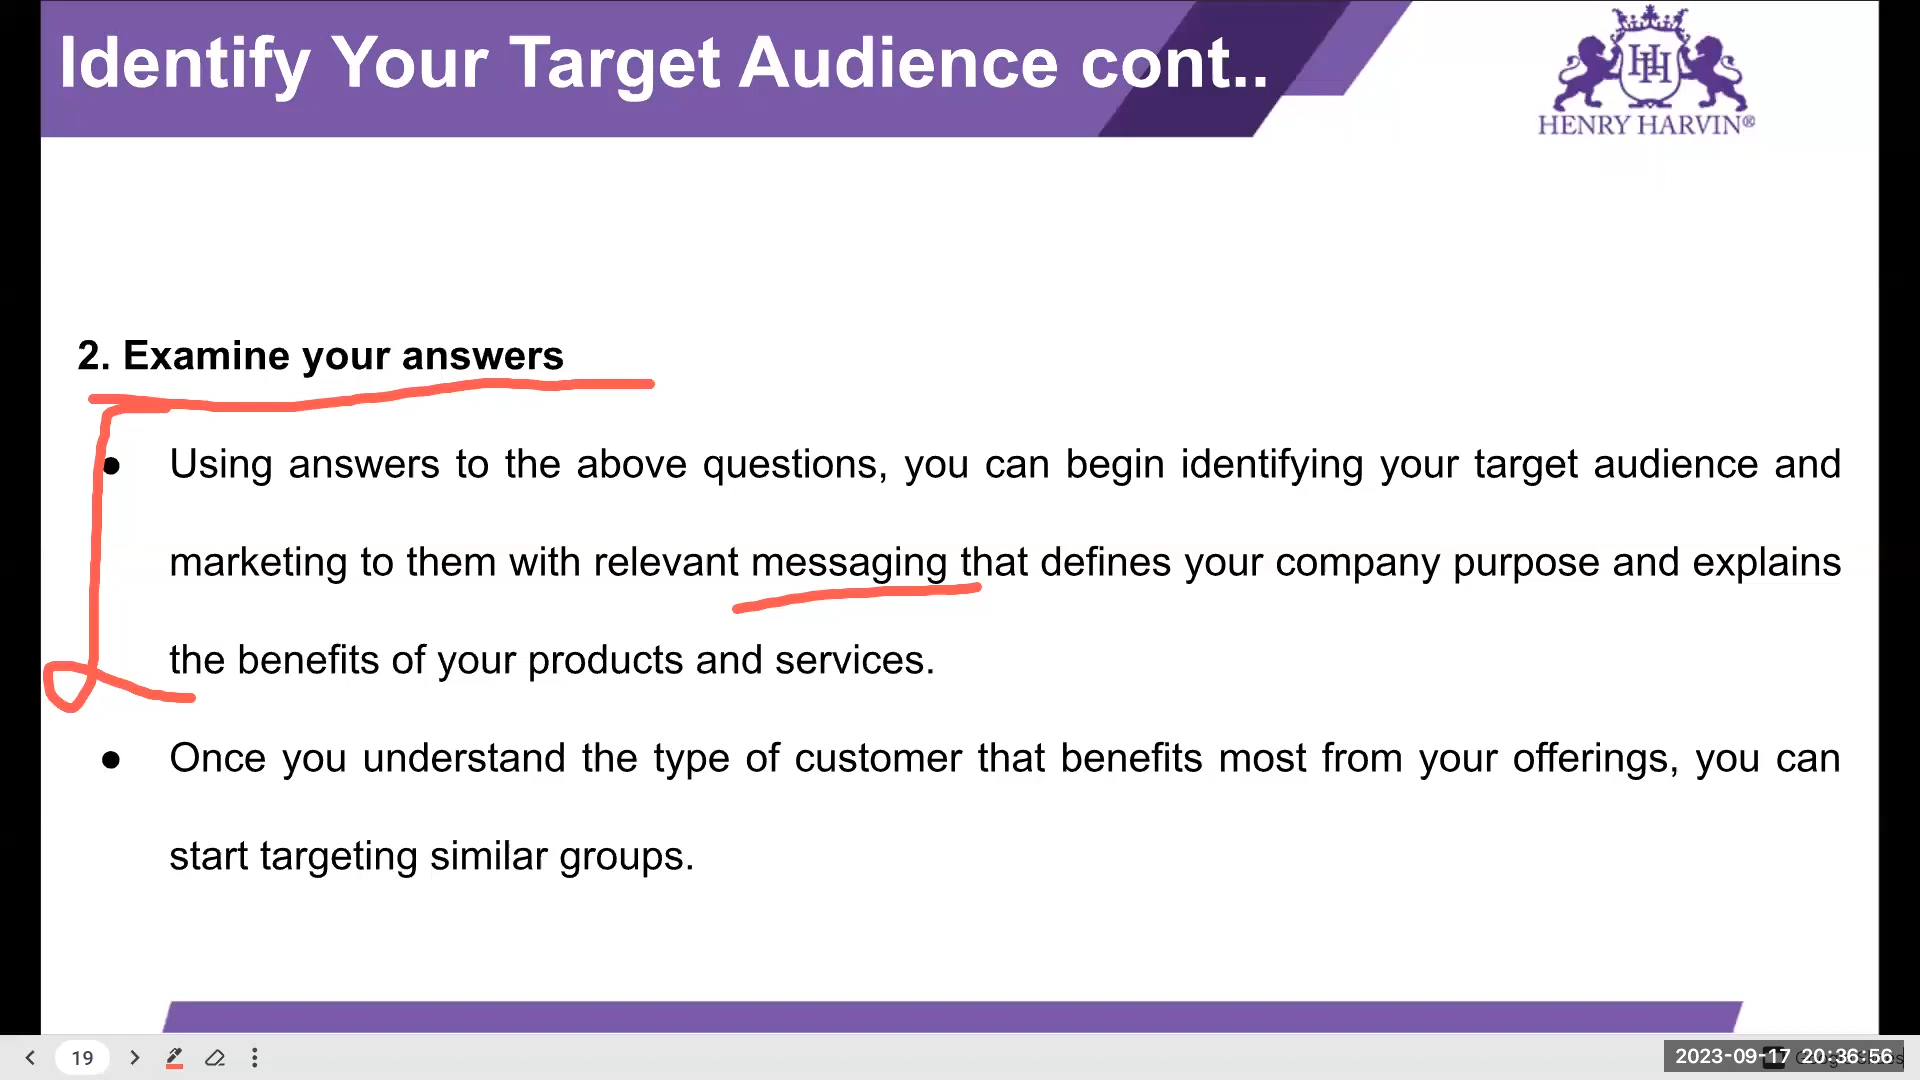 Identify Your Target Audience cont..
HH
HENRY HARVIN®
2. Examine your answers
● Using answers to the above questions, you can begin identifying your target audience and
marketing to them with relevant messaging that defines your company purpose and explains
the benefits of your products and services.
● Once you understand the type of customer that benefits most from your offerings, you can
start targeting similar groups.
19
2023-09-17 20:36:56